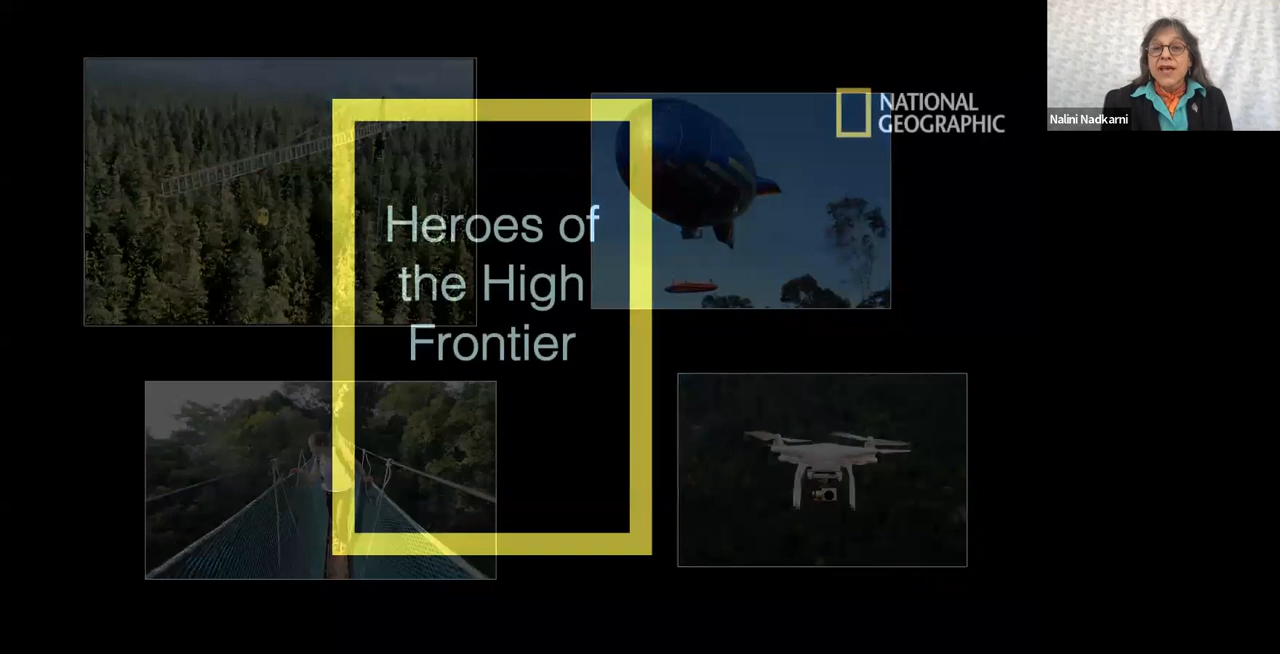 Heroes of
the High
Frontier
NATIONAL
GEOGRAPHIC
Nalini Nadkarni